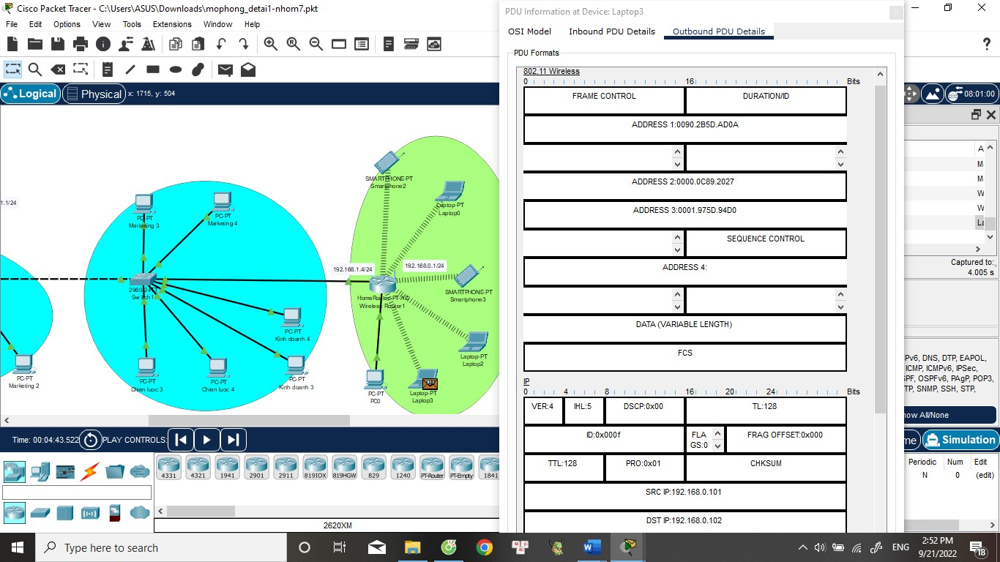 Cisco Packet Tracer - C:\Users\ASUS\Downloads\mophong_detai1-nhom7.pkt
File Edit Options View Tools Extensions Window Help
Logical Physical x: 1715, y: 504
1.1/24
PC-PT
Marketing 3
PC-PT
Marketing 4
2960-24TT
Switch1
PC-PT
Kinh doanh 4
PC-PT
Kinh doanh 3
PC-PT
Chien luoc 3
PC-PT
Chien luoc 4
PC-PT
Marketing 2
192.168.1.4/24
192.168.0.1/24
SMARTPHONE-PT
Smartphone2
Laptop-PT
Laptop0
SMARTPHONE-PT
Smartphone3
HomeRouter-PT-AC
Wireless Router1
Laptop-PT
Laptop2
PC-PT
PC0
Laptop-PT
Laptop3
Time: 00:04:43.522 PLAY CONTROLS:
4331 4321 1941 2901 2911 819IOX 819HGW 829 1240 PT-Router PT-Empty 1841
2620XM
PDU Information at Device: Laptop3
OSI Model Inbound PDU Details Outbound PDU Details
PDU Formats
802.11 Wireless
0 16 Bits
FRAME CONTROL DURATION/ID
ADDRESS 1:0090.2B5D.AD0A
ADDRESS 2:0000.0C89.2027
ADDRESS 3:0001.975D.94D0
SEQUENCE CONTROL
ADDRESS 4:
DATA (VARIABLE LENGTH)
FCS
IP
0 4 8 16 20 24 Bits
VER:4 IHL:5 DSCP:0x00 TL:128
ID:0x000f FLA
GS:0 FRAG OFFSET:0x000
TTL:128 PRO:0x01 CHKSUM
SRC IP:192.168.0.101
DST IP:192.168.0.102
08:01:00
Captured to:
4.005 s
Pv6, DNS, DTP, EAPOL,
ICMP, ICMPv6, IPSec,
SPF, OSPFv6, PAgP, POP3,
TP, SNMP, SSH, STP,
how All/None
me Simulation
Periodic Num Edit
N 0 (edit)
Type here to search
ENG
2:52 PM
9/21/2022
18